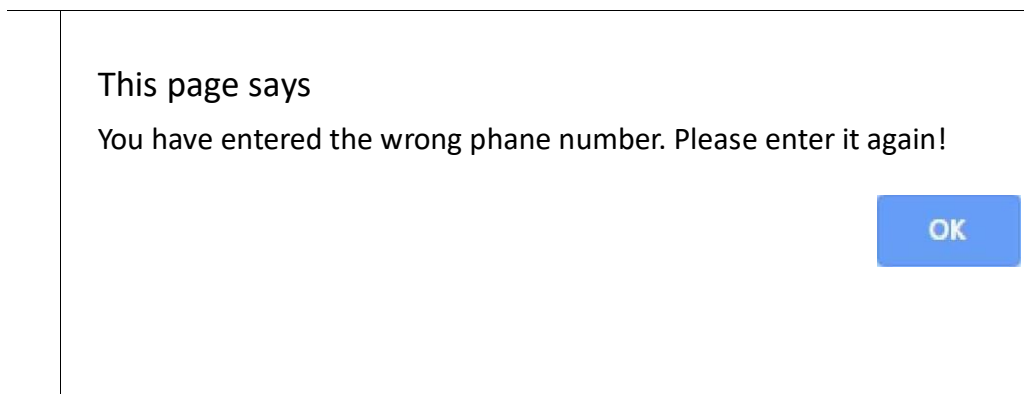 This page says
You have entered the wrong phane number. Please enter it again!
OK